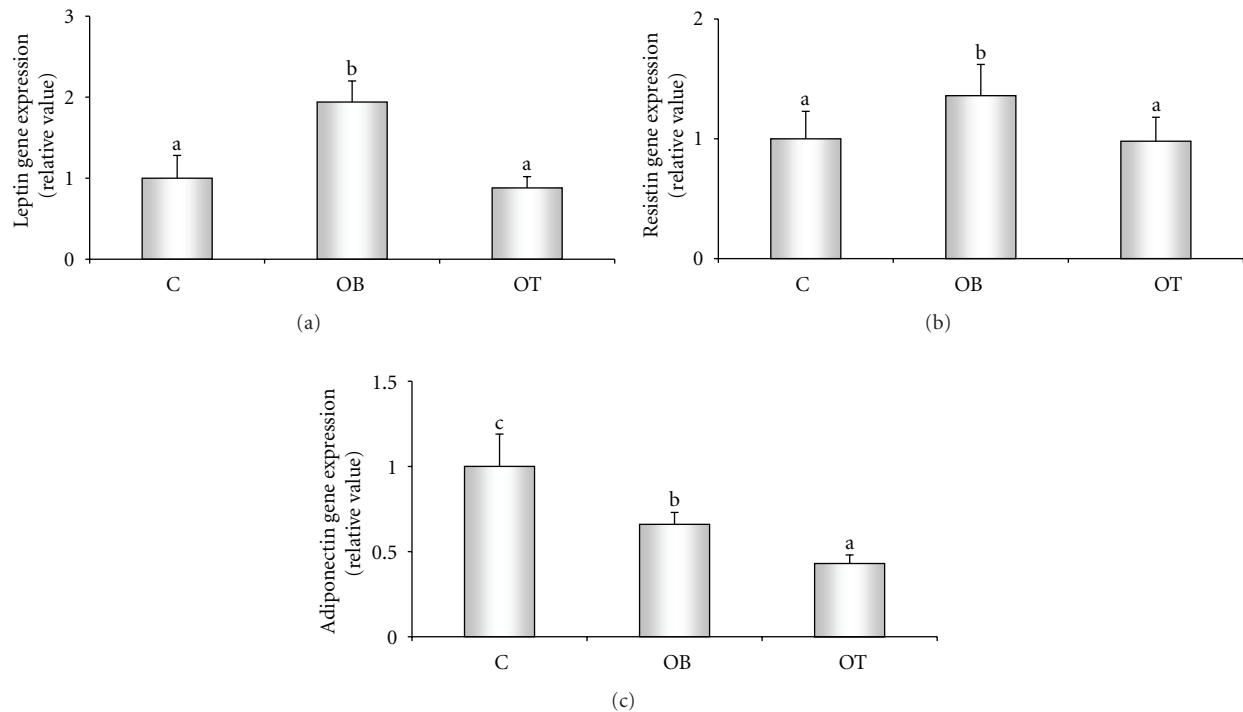 Leptin gene expression
(relative value)
3
2
1
0
a
b
a
C
OB
OT
(a)
Resistin gene expression
(relative value)
2
1
0
a
b
a
C
OB
OT
(b)
Adiponectin gene expression
(relative value)
1.5
1
0.5
0
c
b
a
C
OB
OT
(c)